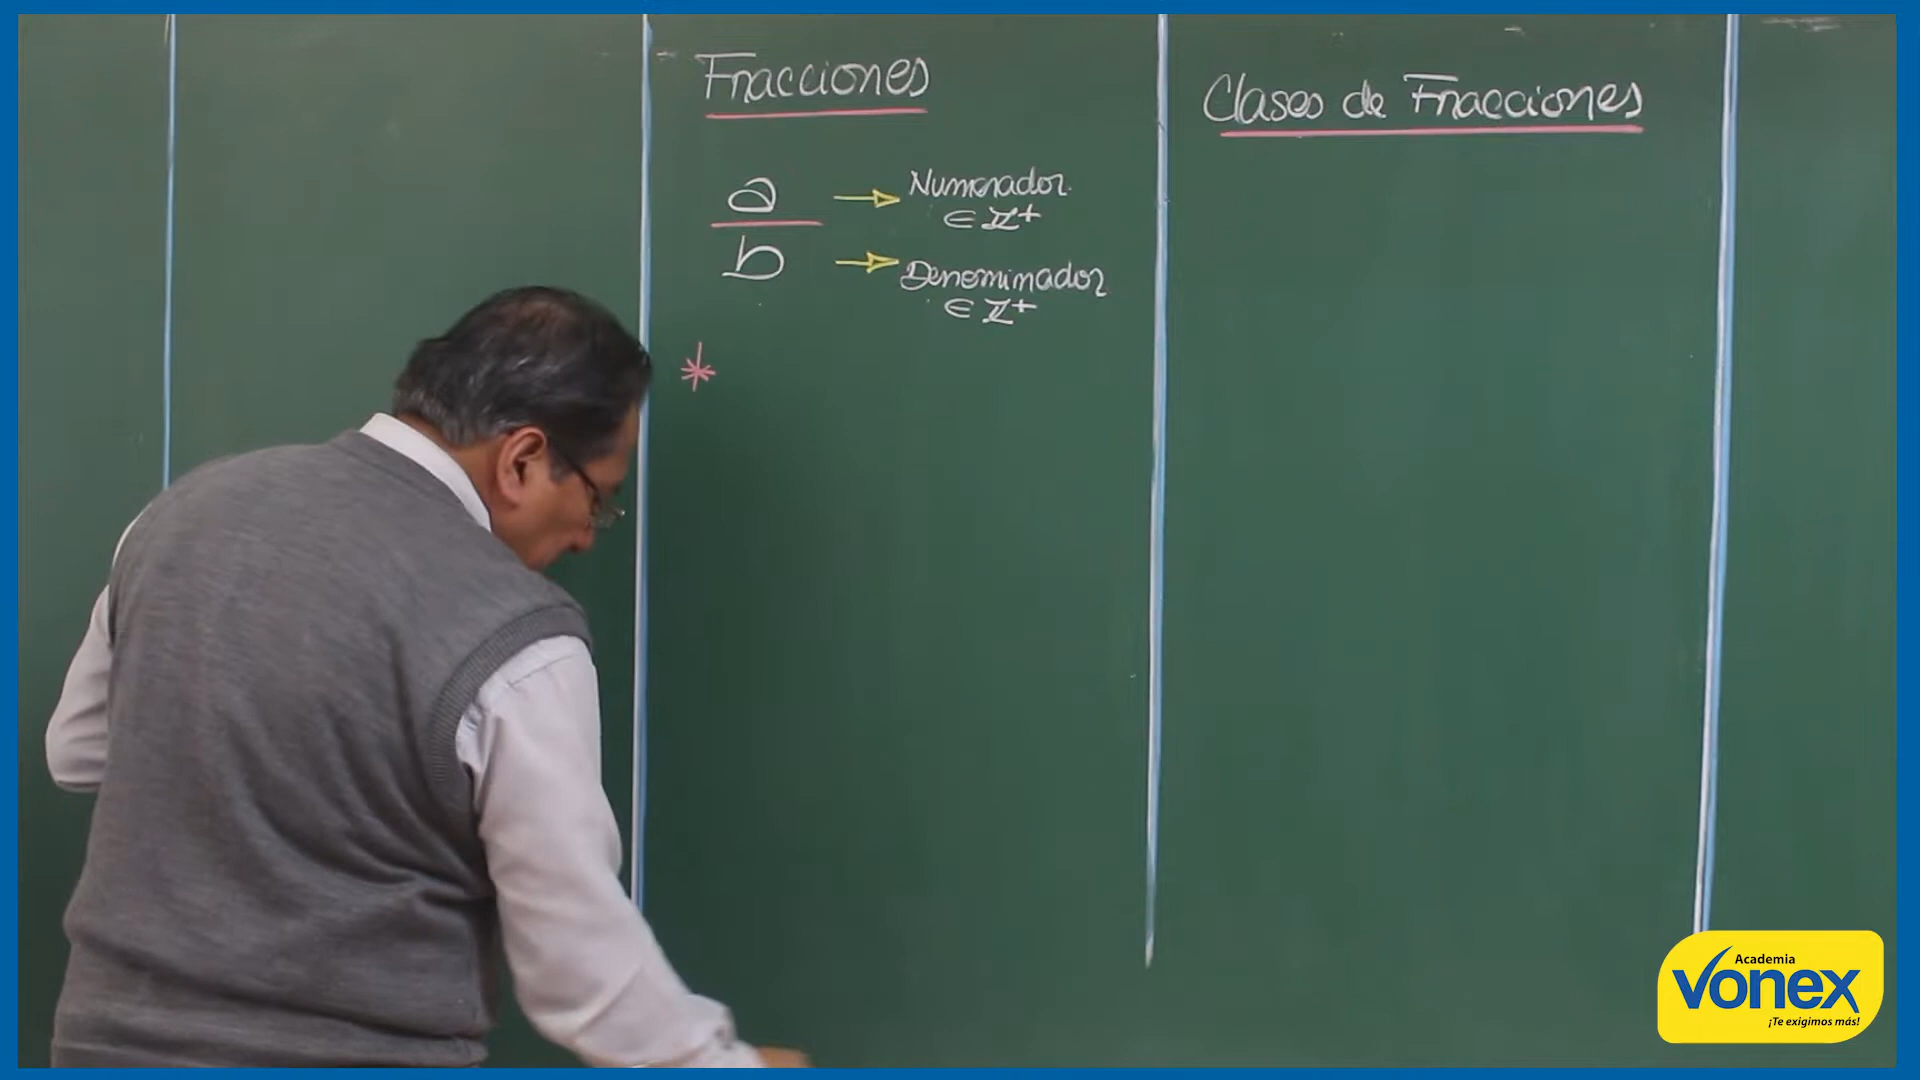 Fracciones
a → Numerador
∈ Z+
b → Denominador
∈ Z+
*
Clases de Fracciones
Academia
vonex
¡Te exigimos más!